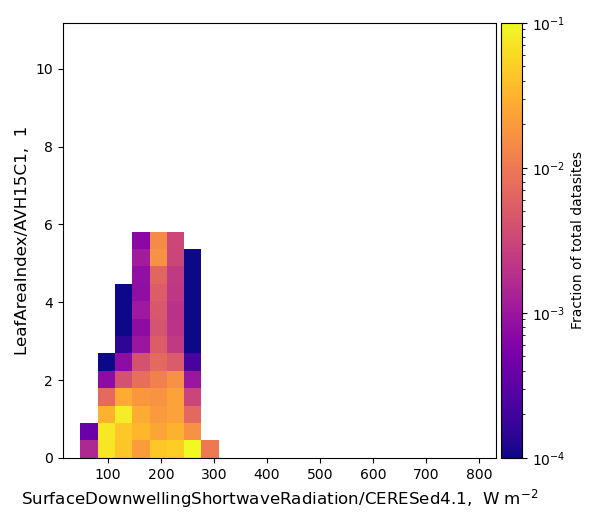 10
8
6
4
2
0
100 200 300 400 500 600 700 800
LeafAreaIndex/AVH15C1, 1
SurfaceDownwellingShortwaveRadiation/CERESed4.1, W m⁻²
10⁻¹
10⁻²
10⁻³
10⁻⁴
Fraction of total datasites